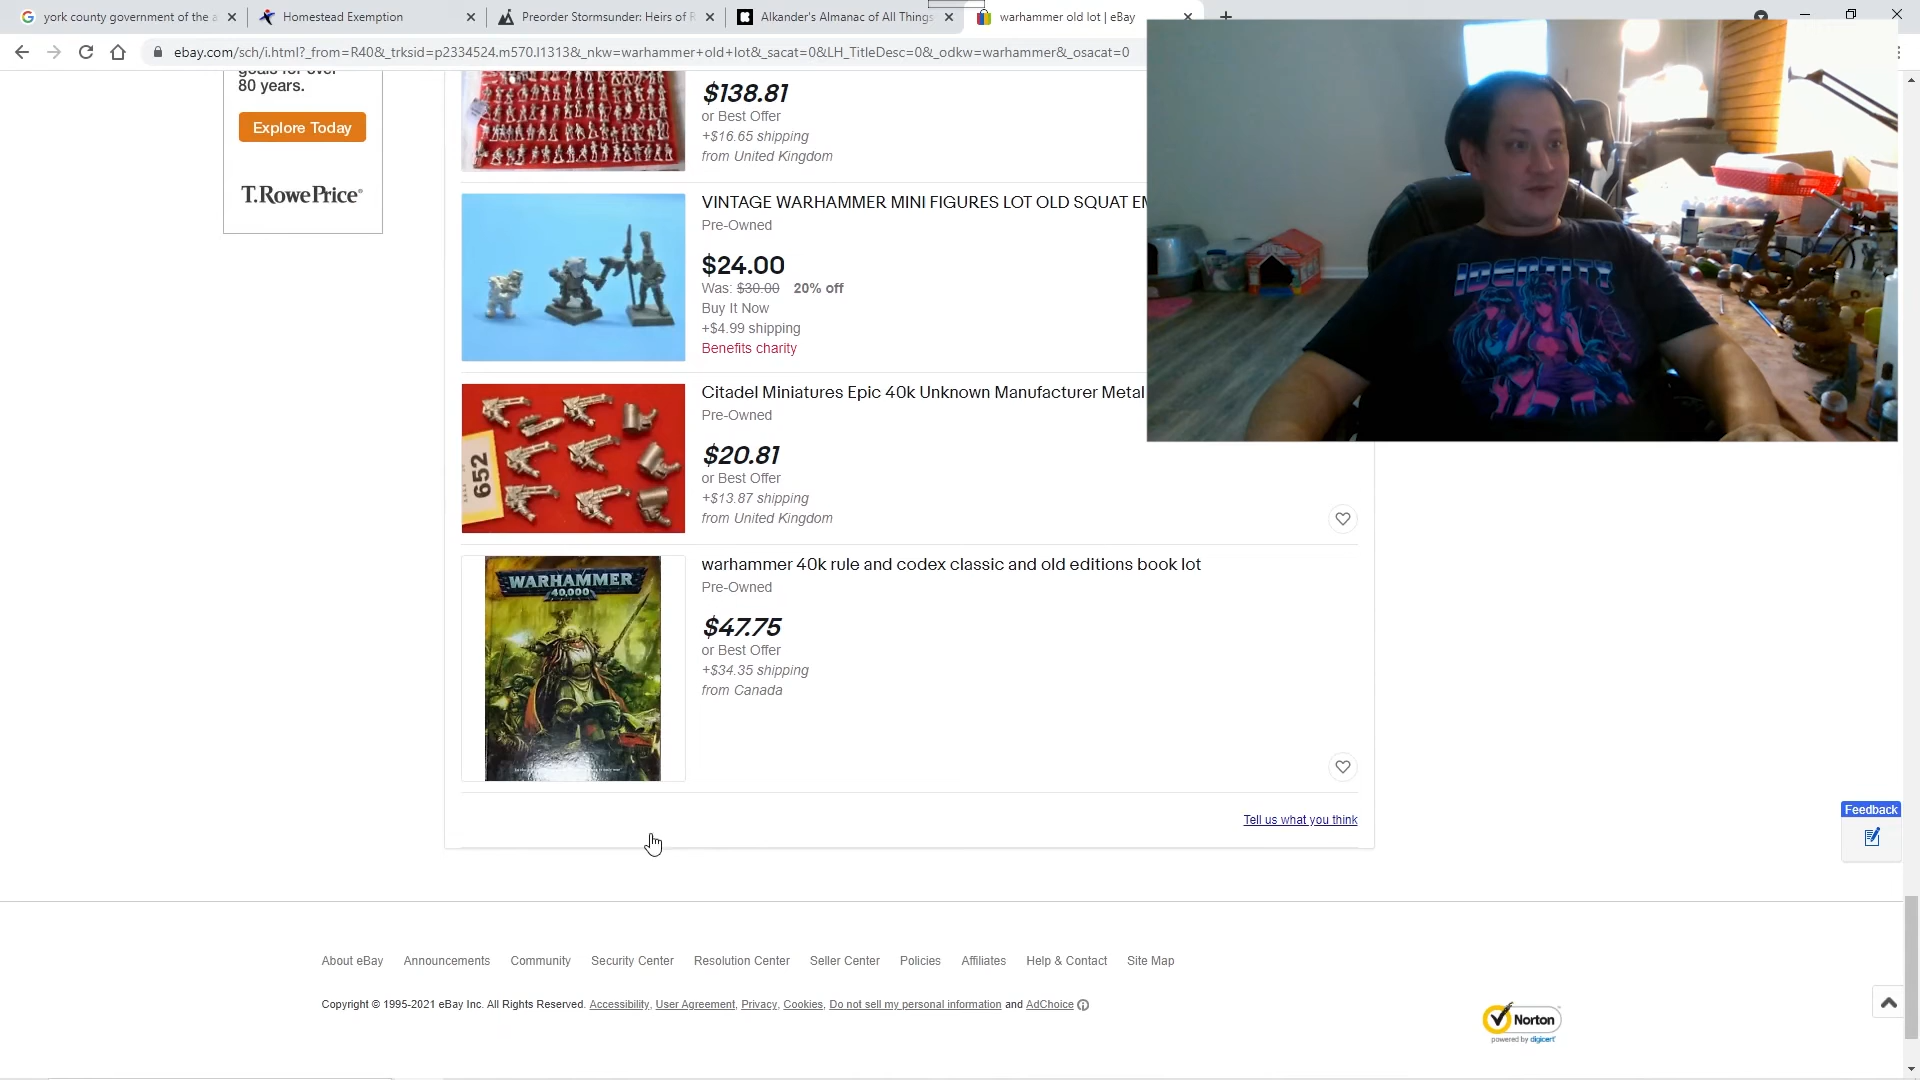 york county government of the a
Homestead Exemption
Preorder Stormsunder: Heirs of R
Alkander's Almanac of All Things
warhammer old lot | eBay
ebay.com/sch/i.html?_from=R40&_trksid=p2334524.m570.l1313&_nkw=warhammer+old+lot&_sacat=0&LH_TitleDesc=0&_odkw=warhammer&_osacat=0
goals for over
80 years.
Explore Today
T.RowePrice
$138.81
or Best Offer
+$16.65 shipping
from United Kingdom
VINTAGE WARHAMMER MINI FIGURES LOT OLD SQUAT EM
Pre-Owned
$24.00
Was: $30.00 20% off
Buy It Now
+$4.99 shipping
Benefits charity
Citadel Miniatures Epic 40k Unknown Manufacturer Metal
Pre-Owned
$20.81
or Best Offer
+$13.87 shipping
from United Kingdom
652
warhammer 40k rule and codex classic and old editions book lot
Pre-Owned
$47.75
or Best Offer
+$34.35 shipping
from Canada
WARHAMMER
40,000
IDENTITY
Tell us what you think
Feedback
About eBay Announcements Community Security Center Resolution Center Seller Center Policies Affiliates Help & Contact Site Map
Copyright © 1995-2021 eBay Inc. All Rights Reserved. Accessibility, User Agreement, Privacy, Cookies, Do not sell my personal information and AdChoice
Norton
powered by digicert